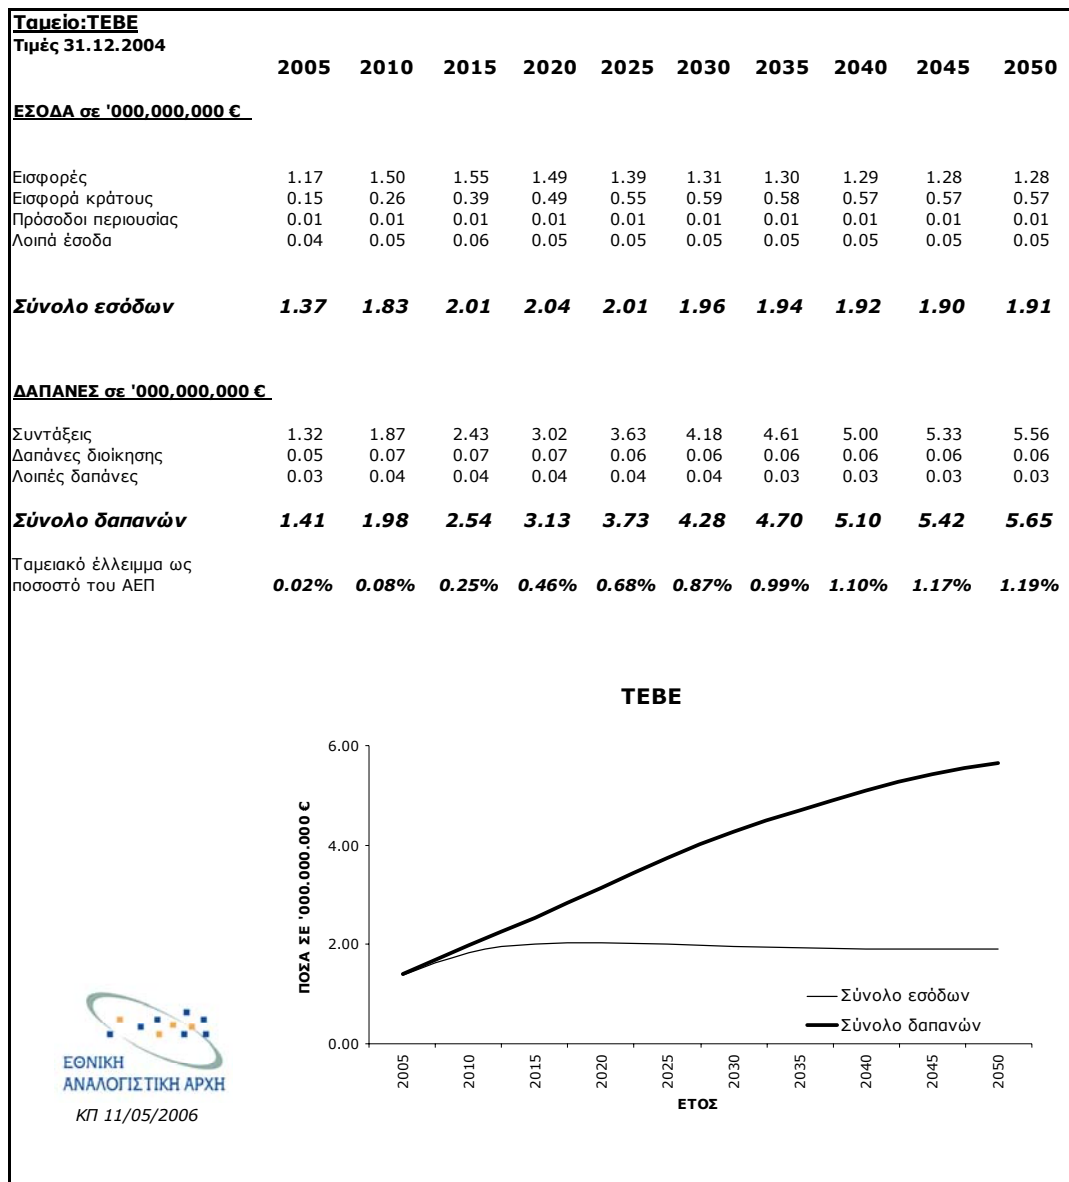 Ταμείο:ΤΕΒΕ
Τιμές 31.12.2004
2005 2010 2015 2020 2025 2030 2035 2040 2045 2050
ΕΣΟΔΑ σε '000,000,000 €
Εισφορές 1.17 1.50 1.55 1.49 1.39 1.31 1.30 1.29 1.28 1.28
Εισφορά κράτους 0.15 0.26 0.39 0.49 0.55 0.59 0.58 0.57 0.57 0.57
Πρόσοδοι περιουσίας 0.01 0.01 0.01 0.01 0.01 0.01 0.01 0.01 0.01 0.01
Λοιπά έσοδα 0.04 0.05 0.06 0.05 0.05 0.05 0.05 0.05 0.05 0.05
Σύνολο εσόδων 1.37 1.83 2.01 2.04 2.01 1.96 1.94 1.92 1.90 1.91
ΔΑΠΑΝΕΣ σε '000,000,000 €
Συντάξεις 1.32 1.87 2.43 3.02 3.63 4.18 4.61 5.00 5.33 5.56
Δαπάνες διοίκησης 0.05 0.07 0.07 0.07 0.06 0.06 0.06 0.06 0.06 0.06
Λοιπές δαπάνες 0.03 0.04 0.04 0.04 0.04 0.04 0.03 0.03 0.03 0.03
Σύνολο δαπανών 1.41 1.98 2.54 3.13 3.73 4.28 4.70 5.10 5.42 5.65
Ταμειακό έλλειμμα ως
ποσοστό του ΑΕΠ 0.02% 0.08% 0.25% 0.46% 0.68% 0.87% 0.99% 1.10% 1.17% 1.19%
ΤΕΒΕ
6.00
4.00
2.00
0.00
ΠΟΣΑ ΣΕ '000.000.000 €
Σύνολο εσόδων
Σύνολο δαπανών
2005 2010 2015 2020 2025 2030 2035 2040 2045 2050
ΕΤΟΣ
ΕΘΝΙΚΗ
ΑΝΑΛΟΓΙΣΤΙΚΗ ΑΡΧΗ
ΚΠ 11/05/2006